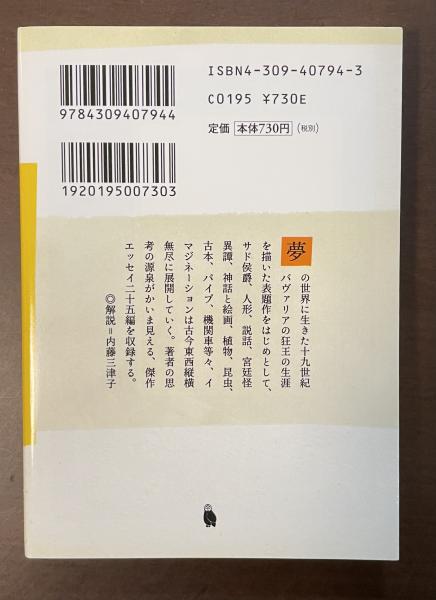 ISBN4-309-40794-3
C0195 ¥730E
定価 本体730円 (税別)
9784309407944
1920195007303
夢の世界に生きた十九世紀
バヴァリアの狂王の生涯
を描いた表題作をはじめとして、
サド侯爵、人形、説話、宮廷怪
異譚、神話と絵画、植物、昆虫、
古本、パイプ、機関車等々、イ
マジネーションは古今東西縦横
無尽に展開していく。著者の思
考の源泉がかいま見える、傑作
エッセイ二十五編を収録する。
◎解説=内藤三津子